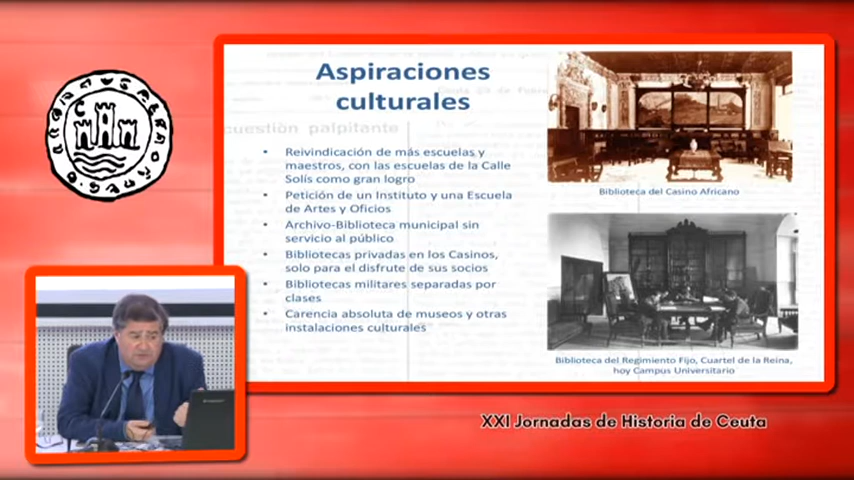 Aspiraciones
culturales
cuestión palpitante
• Reivindicación de más escuelas y
maestros, con las escuelas de la Calle
Solís como gran logro
• Petición de un Instituto y una Escuela
de Artes y Oficios
• Archivo-Biblioteca municipal sin
servicio al público
• Bibliotecas privadas en los Casinos,
solo para el disfrute de sus socios
• Bibliotecas militares separadas por
clases
• Carencia absoluta de museos y otras
instalaciones culturales
Biblioteca del Casino Africano
Biblioteca del Regimiento Fijo, Cuartel de la Reina,
hoy Campus Universitario
XXI Jornadas de Historia de Ceuta